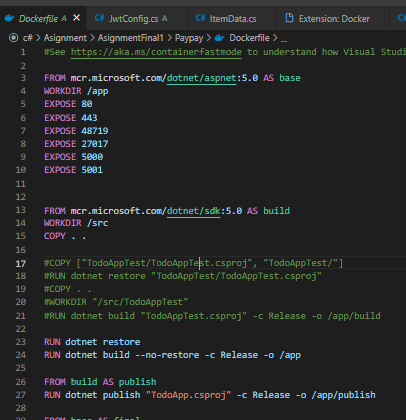 Dockerfile A X JwtConfig.cs A ItemData.cs Extension: Docker
c# > Asignment > AsignmentFinal1 > Paypay > Dockerfile > ...
1 #See https://aka.ms/containerfastmode to understand how Visual Studi
2
3 FROM mcr.microsoft.com/dotnet/aspnet:5.0 AS base
4 WORKDIR /app
5 EXPOSE 80
6 EXPOSE 443
7 EXPOSE 48719
8 EXPOSE 27017
9 EXPOSE 5000
10 EXPOSE 5001
11
12
13 FROM mcr.microsoft.com/dotnet/sdk:5.0 AS build
14 WORKDIR /src
15 COPY . .
16
17 #COPY ["TodoAppTest/TodoAppTest.csproj", "TodoAppTest/"]
18 #RUN dotnet restore "TodoAppTest/TodoAppTest.csproj"
19 #COPY . .
20 #WORKDIR "/src/TodoAppTest"
21 #RUN dotnet build "TodoAppTest.csproj" -c Release -o /app/build
22
23 RUN dotnet restore
24 RUN dotnet build --no-restore -c Release -o /app
25
26 FROM build AS publish
27 RUN dotnet publish "TodoApp.csproj" -c Release -o /app/publish
28